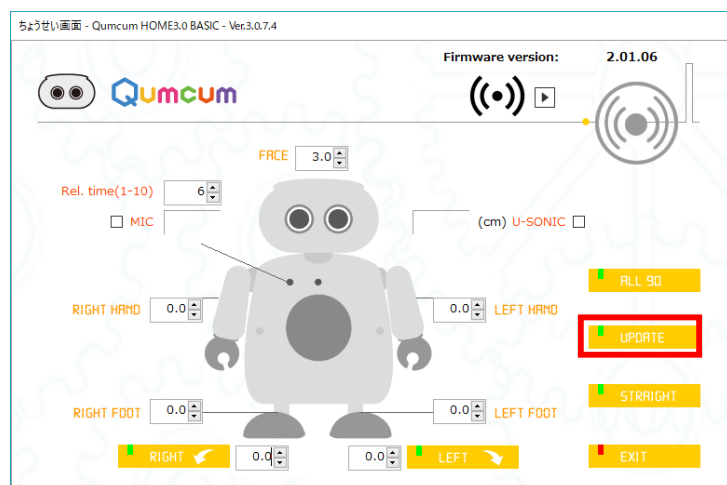 ちょうせい画面 - Qumcum HOME3.0 BASIC - Ver.3.0.7.4
Firmware version: 2.01.06
Qumcum
FACE 3.0
Rel. time(1-10) 6
MIC
(cm) U-SONIC
ALL 90
RIGHT HAND 0.0
0.0 LEFT HAND
UPDATE
STRAIGHT
RIGHT FOOT 0.0
0.0 LEFT FOOT
RIGHT 0.0
0.0 LEFT
EXIT